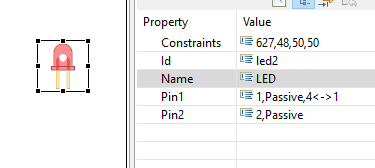 Property Value
Constraints 627,48,50,50
Id led2
Name LED
Pin1 1,Passive,4<->1
Pin2 2,Passive